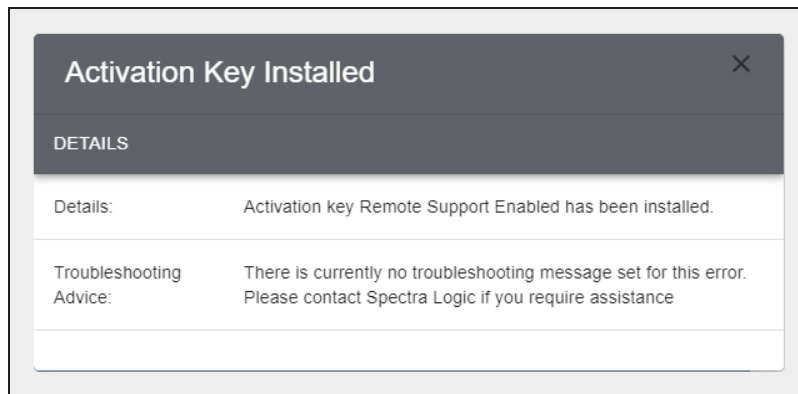 Activation Key Installed
DETAILS
Details: Activation key Remote Support Enabled has been installed.
Troubleshooting Advice: There is currently no troubleshooting message set for this error.
Please contact Spectra Logic if you require assistance